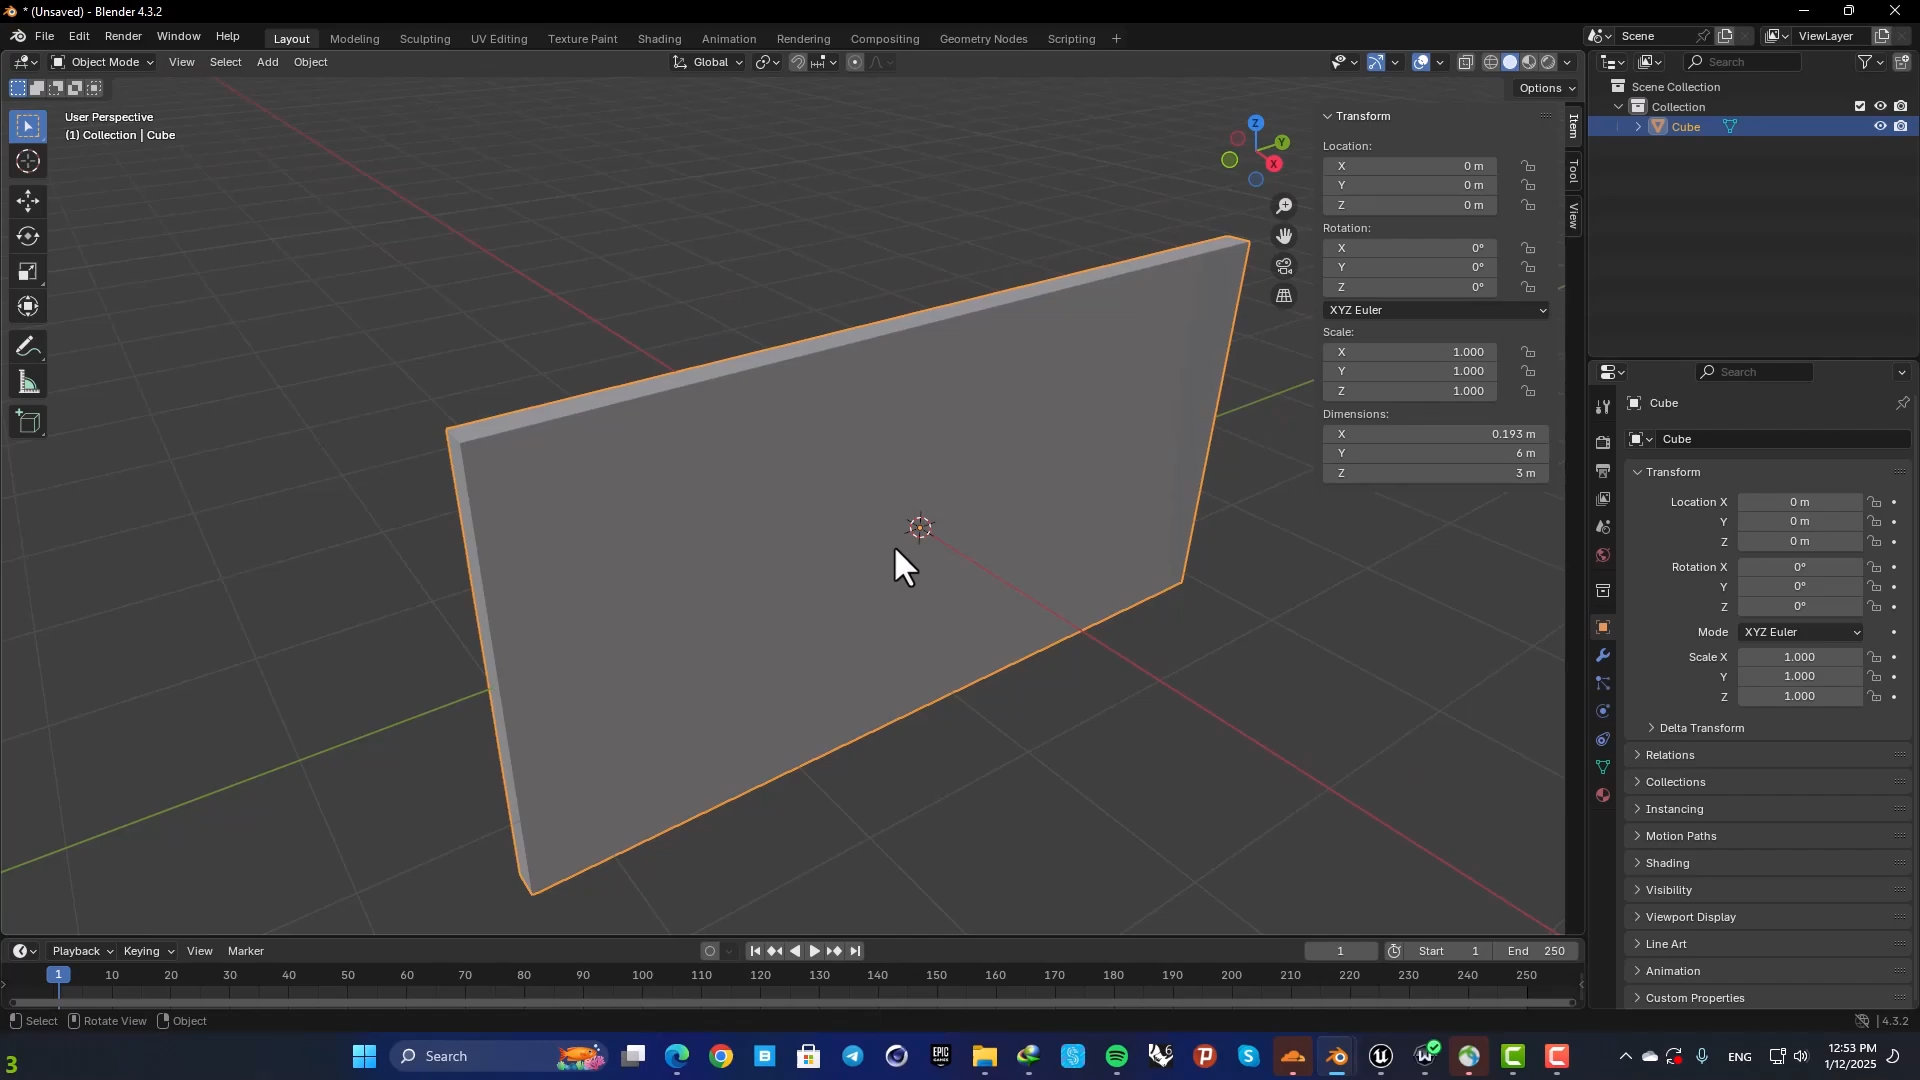 * (Unsaved) - Blender 4.3.2
File Edit Render Window Help
Layout Modeling Sculpting UV Editing Texture Paint Shading Animation Rendering Compositing Geometry Nodes Scripting +
Scene
ViewLayer
Object Mode View Select Add Object
Global
Search
Options
User Perspective
(1) Collection | Cube
Z
Y
X
Transform
Location:
X 0 m
Y 0 m
Z 0 m
Rotation:
X 0°
Y 0°
Z 0°
XYZ Euler
Scale:
X 1.000
Y 1.000
Z 1.000
Dimensions:
X 0.193 m
Y 6 m
Z 3 m
Item
Tool
View
Scene Collection
Collection
Cube
Search
Cube
Cube
Transform
Location X 0 m
Y 0 m
Z 0 m
Rotation X 0°
Y 0°
Z 0°
Mode XYZ Euler
Scale X 1.000
Y 1.000
Z 1.000
Delta Transform
Relations
Collections
Instancing
Motion Paths
Shading
Visibility
Viewport Display
Line Art
Animation
Custom Properties
Playback Keying View Marker
1
Start 1
End 250
1 10 20 30 40 50 60 70 80 90 100 110 120 130 140 150 160 170 180 190 200 210 220 230 240 250
Select Rotate View Object
4.3.2
3
Search
EPIC GAMES
ENG
12:53 PM
1/12/2025